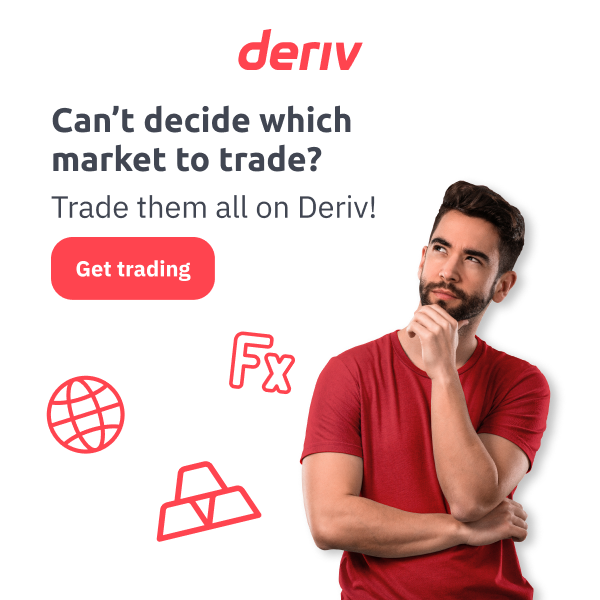 deriv
Can't decide which
market to trade?
Trade them all on Deriv!
Get trading
Fx